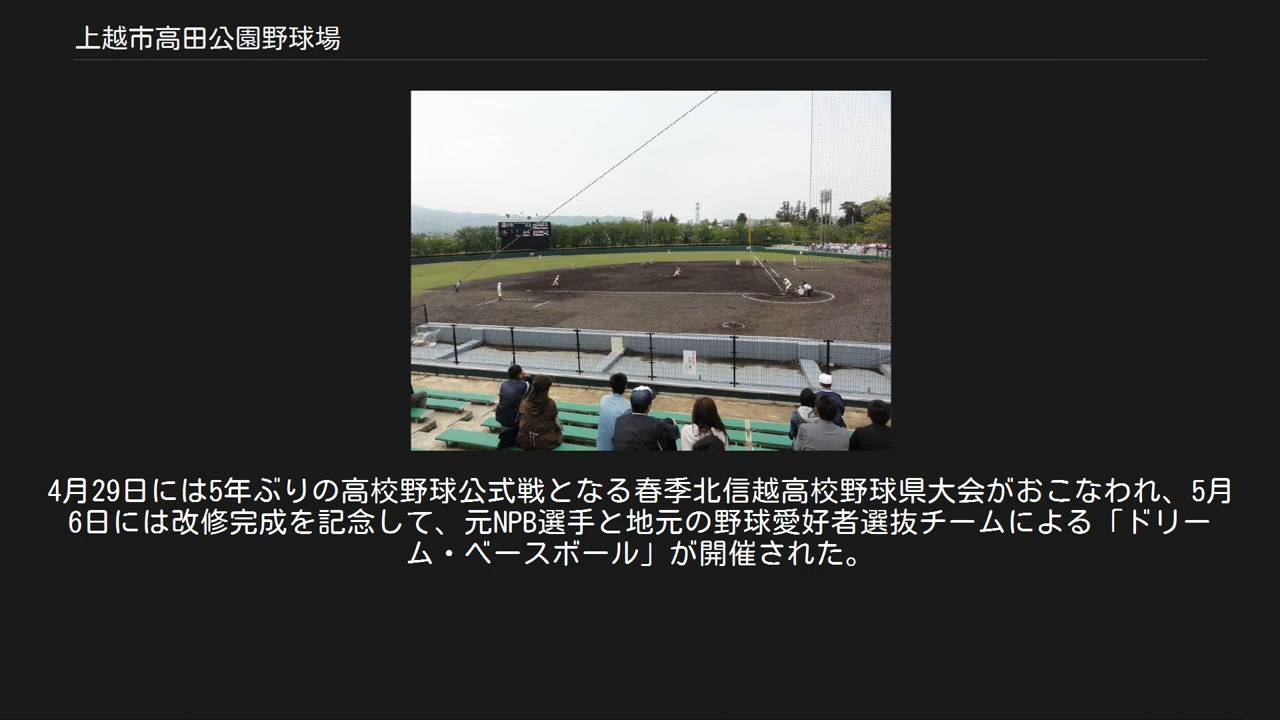 上越市高田公園野球場
4月29日には5年ぶりの高校野球公式戦となる春季北信越高校野球県大会がおこなわれ、5月
6日には改修完成を記念して、元NPB選手と地元の野球愛好者選抜チームによる「ドリー
ム・ベースボール」が開催された。